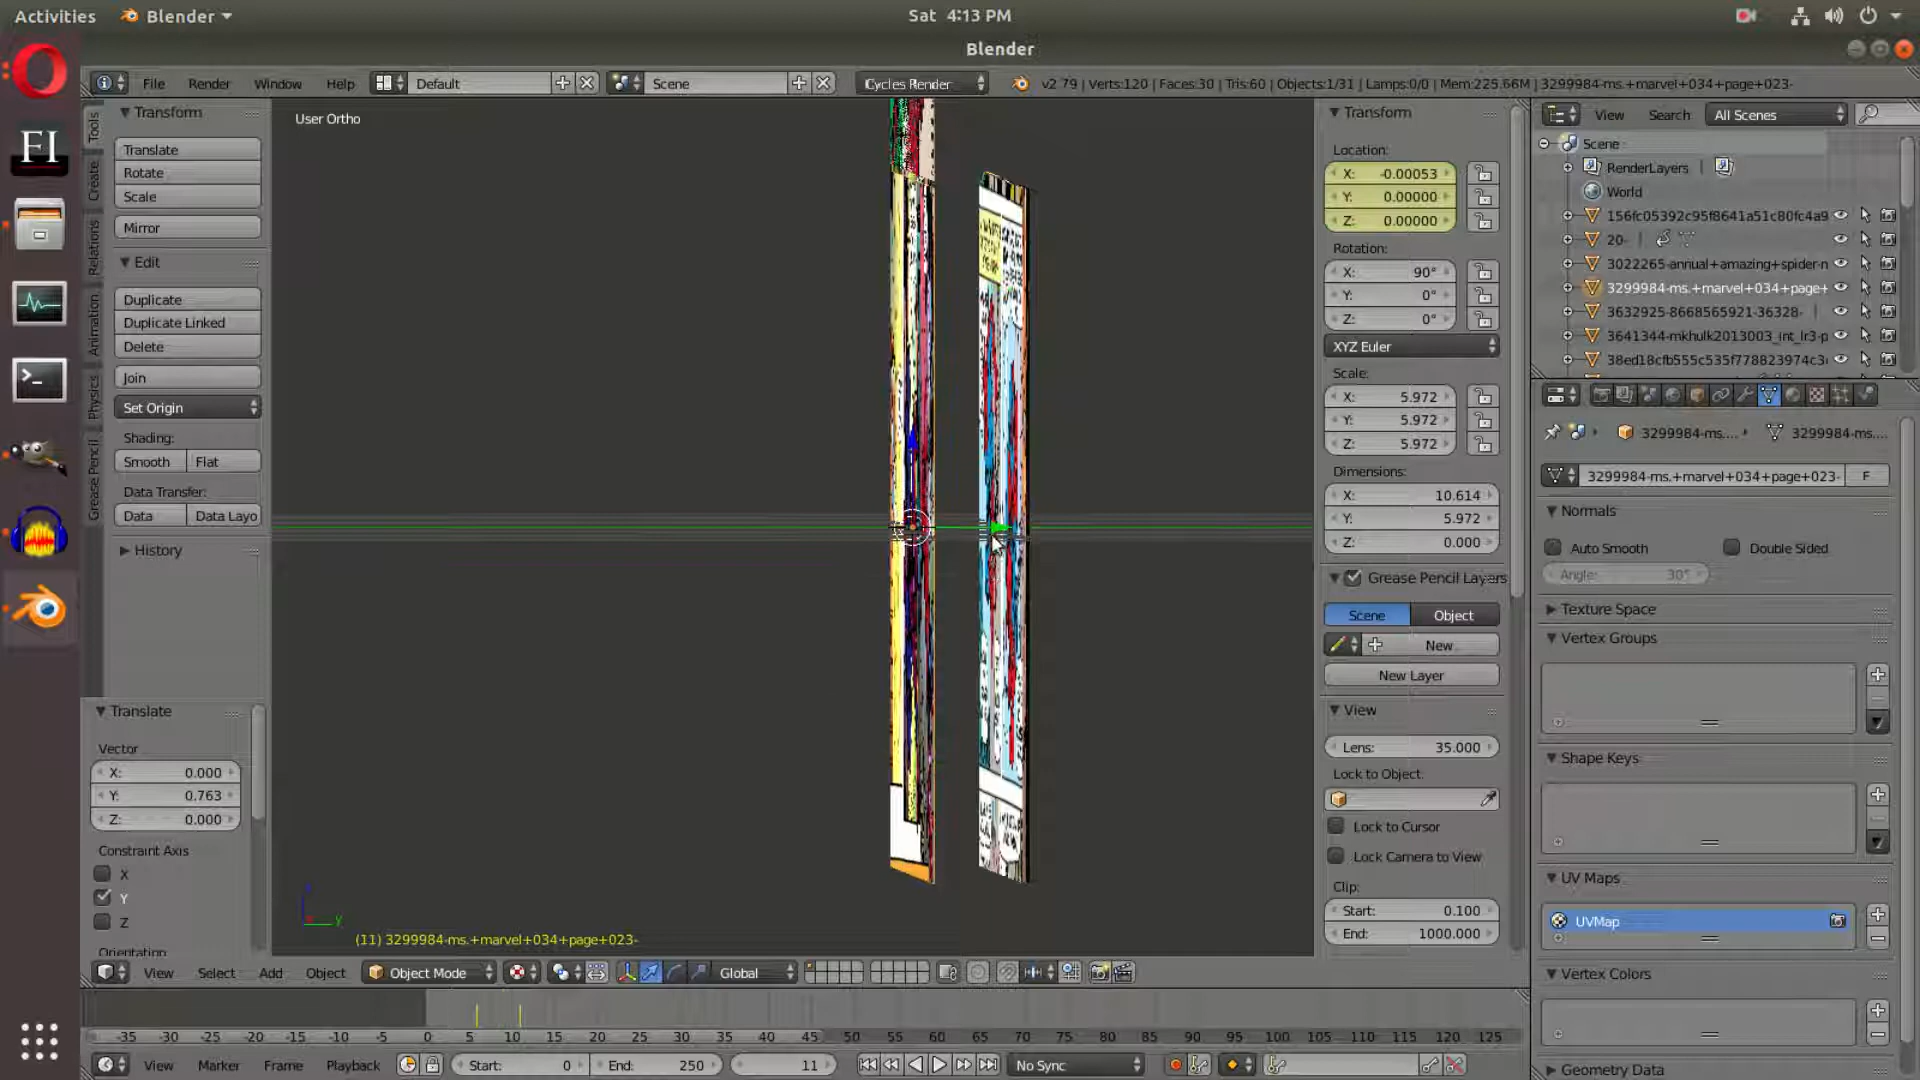 Activities
Blender
Sat 4:13 PM
Blender
File
Render
Window
Help
Default
Scene
Cycles Render
v2.79 | Verts:120 | Faces:30 | Tris:60 | Objects:1/31 | Lamps:0/0 | Mem:225.66M | 3299984-ms.+marvel+034+page+023-
FI
Tools
Create
Relations
Animation
Physics
Grease Pencil
Transform
Translate
Rotate
Scale
Mirror
Edit
Duplicate
Duplicate Linked
Delete
Join
Set Origin
Shading:
Smooth
Flat
Data Transfer:
Data
Data Layo
History
Translate
Vector
X: 0.000
Y: 0.763
Z: 0.000
Constraint Axis
X
Y
Z
Orientation
User Ortho
y
(11) 3299984-ms.+marvel+034+page+023-
Transform
Location:
X: -0.00053
Y: 0.00000
Z: 0.00000
Rotation:
X: 90°
Y: 0°
Z: 0°
XYZ Euler
Scale:
X: 5.972
Y: 5.972
Z: 5.972
Dimensions:
X: 10.614
Y: 5.972
Z: 0.000
Grease Pencil Layers
Scene
Object
New
New Layer
View
Lens: 35.000
Lock to Object:
Lock to Cursor
Lock Camera to View
Clip:
Start: 0.100
End: 1000.000
View
Search
All Scenes
Scene
RenderLayers
World
156fc05392c95f8641a51c80fc4a9
20-
3022265-annual+amazing+spider-n
3299984-ms.+marvel+034+page+
3632925-8668565921-36328-
3641344-mkhulk2013003_int_lr3-p
38ed18cfb555c535f778823974c3
3299984-ms....
3299984-ms....
3299984-ms.+marvel+034+page+023-
F
Normals
Auto Smooth
Double Sided
Angle: 30°
Texture Space
Vertex Groups
Shape Keys
UV Maps
UVMap
Vertex Colors
Geometry Data
View
Select
Add
Object
Object Mode
Global
-35 -30 -25 -20 -15 -10 -5 0 5 10 15 20 25 30 35 40 45 50 55 60 65 70 75 80 85 90 95 100 105 110 115 120 125
View
Marker
Frame
Playback
Start: 0
End: 250
11
No Sync